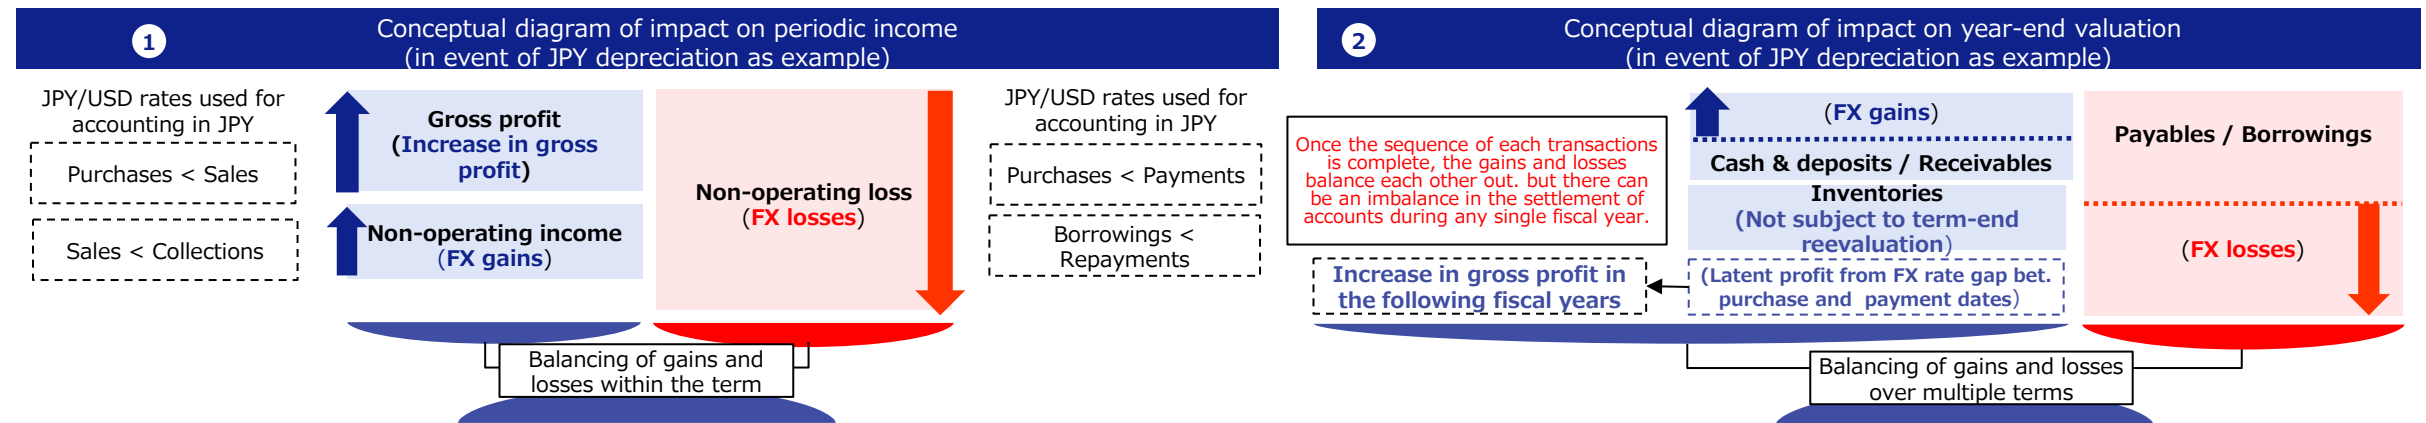 1
Conceptual diagram of impact on periodic income
(in event of JPY depreciation as example)
JPY/USD rates used for
accounting in JPY
Purchases < Sales
Sales < Collections
Gross profit
(Increase in gross
profit)
Non-operating income
(FX gains)
Non-operating loss
(FX losses)
JPY/USD rates used for
accounting in JPY
Purchases < Payments
Borrowings <
Repayments
Balancing of gains and
losses within the term
2
Conceptual diagram of impact on year-end valuation
(in event of JPY depreciation as example)
Once the sequence of each transactions
is complete, the gains and losses
balance each other out. but there can
be an imbalance in the settlement of
accounts during any single fiscal year.
Increase in gross profit in
the following fiscal years
(FX gains)
Cash & deposits / Receivables
Inventories
(Not subject to term-end
reevaluation)
(Latent profit from FX rate gap bet.
purchase and payment dates)
Payables / Borrowings
(FX losses)
Balancing of gains and losses
over multiple terms